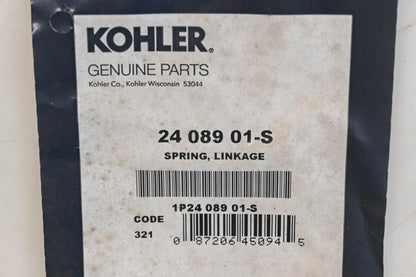 KOHLER®
GENUINE PARTS
Kohler Co., Kohler Wisconsin 53044
24 089 01-S
SPRING, LINKAGE
1P24 089 01-S
CODE
321
0 87206 45094 5